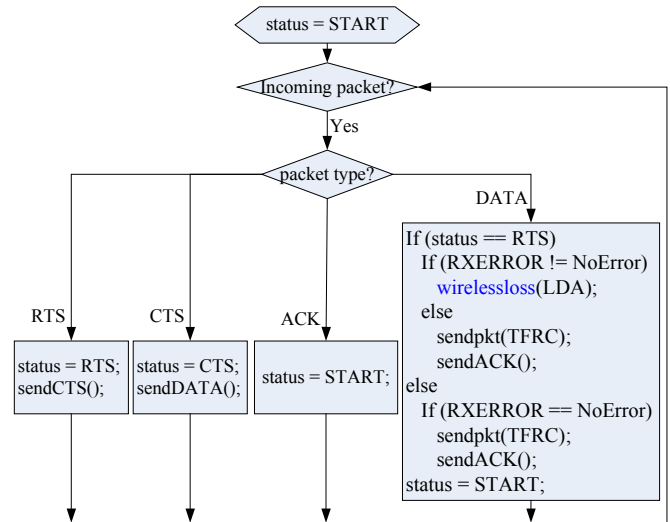 status = START
Incoming packet?
Yes
packet type?
RTS
CTS
ACK
DATA
status = RTS;
sendCTS();
status = CTS;
sendDATA();
status = START;
If (status == RTS)
If (RXERROR != NoError)
wirelessloss(LDA);
else
sendpkt(TFRC);
sendACK();
else
If (RXERROR == NoError)
sendpkt(TFRC);
sendACK();
status = START;